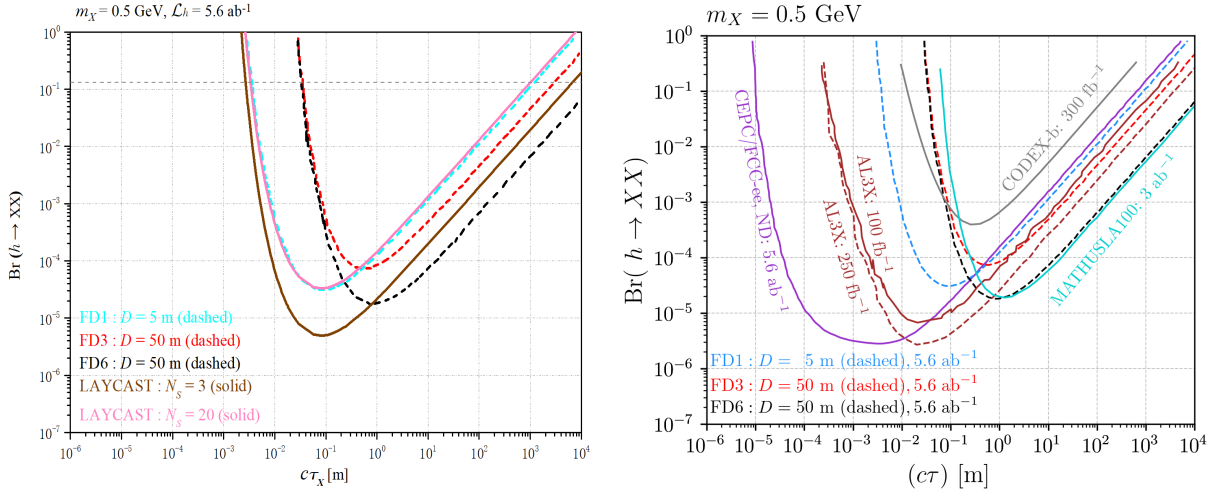 m_X = 0.5 GeV, ℒ_h = 5.6 ab⁻¹
10⁰
10⁻¹
10⁻²
10⁻³
10⁻⁴
10⁻⁵
10⁻⁶
10⁻⁷
Br (h → XX)
FD1 : D = 5 m (dashed)
FD3 : D = 50 m (dashed)
FD6 : D = 50 m (dashed)
LAYCAST : N_S = 3 (solid)
LAYCAST : N_S = 20 (solid)
10⁻⁶ 10⁻⁵ 10⁻⁴ 10⁻³ 10⁻² 10⁻¹ 10⁰ 10¹ 10² 10³ 10⁴
cτ_X [m]
m_X = 0.5 GeV
10⁰
10⁻¹
10⁻²
10⁻³
10⁻⁴
10⁻⁵
10⁻⁶
10⁻⁷
Br( h → XX)
CEPC/FCC-ee, ND: 5.6 ab⁻¹
AL3X: 100 fb⁻¹
AL3X: 250 fb⁻¹
CODEX-b: 300 fb⁻¹
MATHUSLA100: 3 ab⁻¹
FD1 : D = 5 m (dashed), 5.6 ab⁻¹
FD3 : D = 50 m (dashed), 5.6 ab⁻¹
FD6 : D = 50 m (dashed), 5.6 ab⁻¹
10⁻⁶ 10⁻⁵ 10⁻⁴ 10⁻³ 10⁻² 10⁻¹ 10⁰ 10¹ 10² 10³ 10⁴
(cτ) [m]